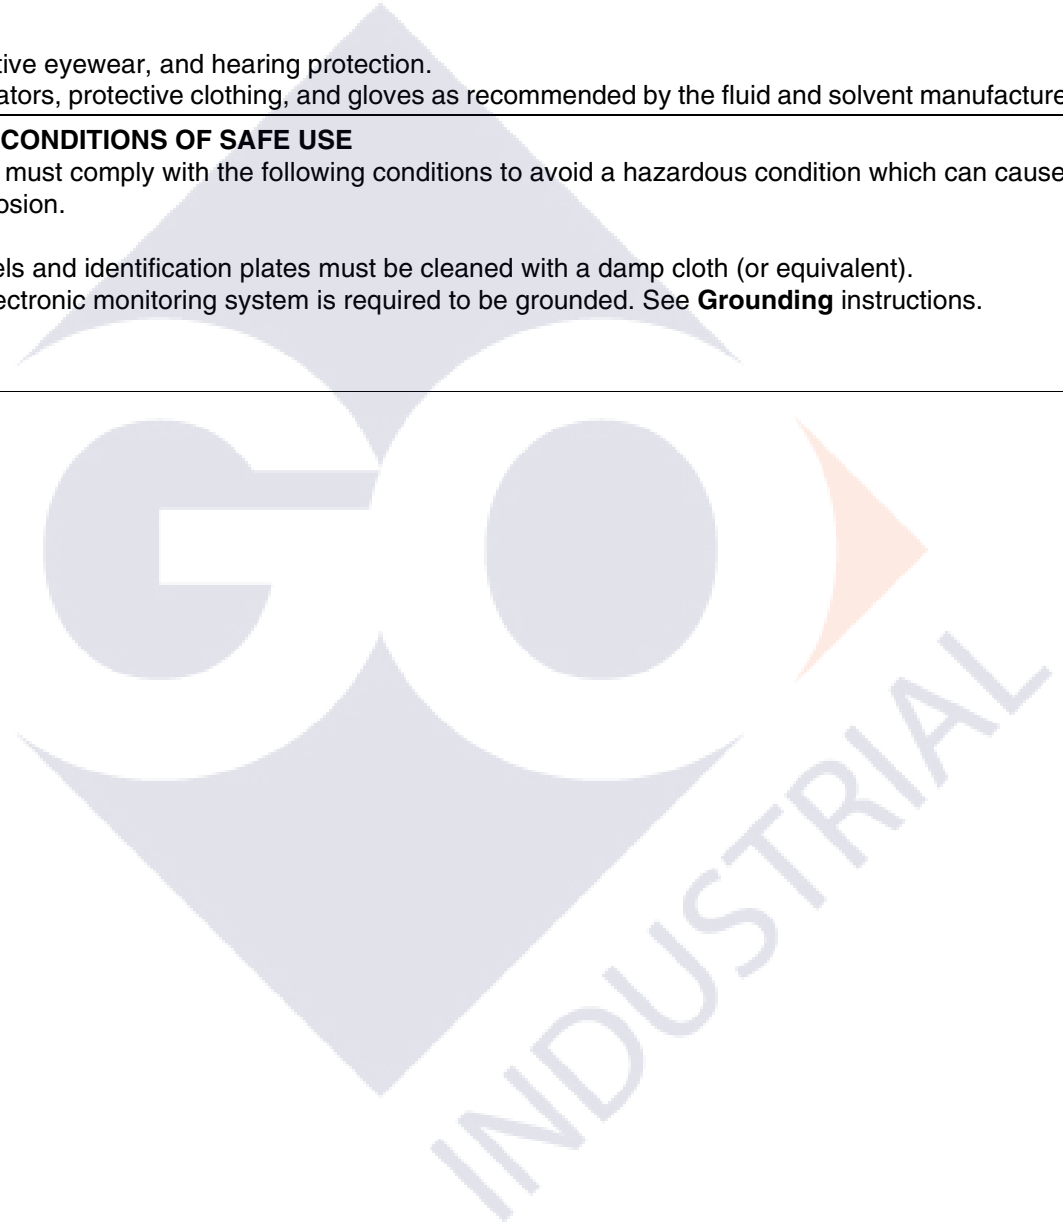 tive eyewear, and hearing protection.
ators, protective clothing, and gloves as recommended by the fluid and solvent manufacture
CONDITIONS OF SAFE USE
must comply with the following conditions to avoid a hazardous condition which can cause
osion.
els and identification plates must be cleaned with a damp cloth (or equivalent).
ectronic monitoring system is required to be grounded. See Grounding instructions.
GO
INDUSTRIAL